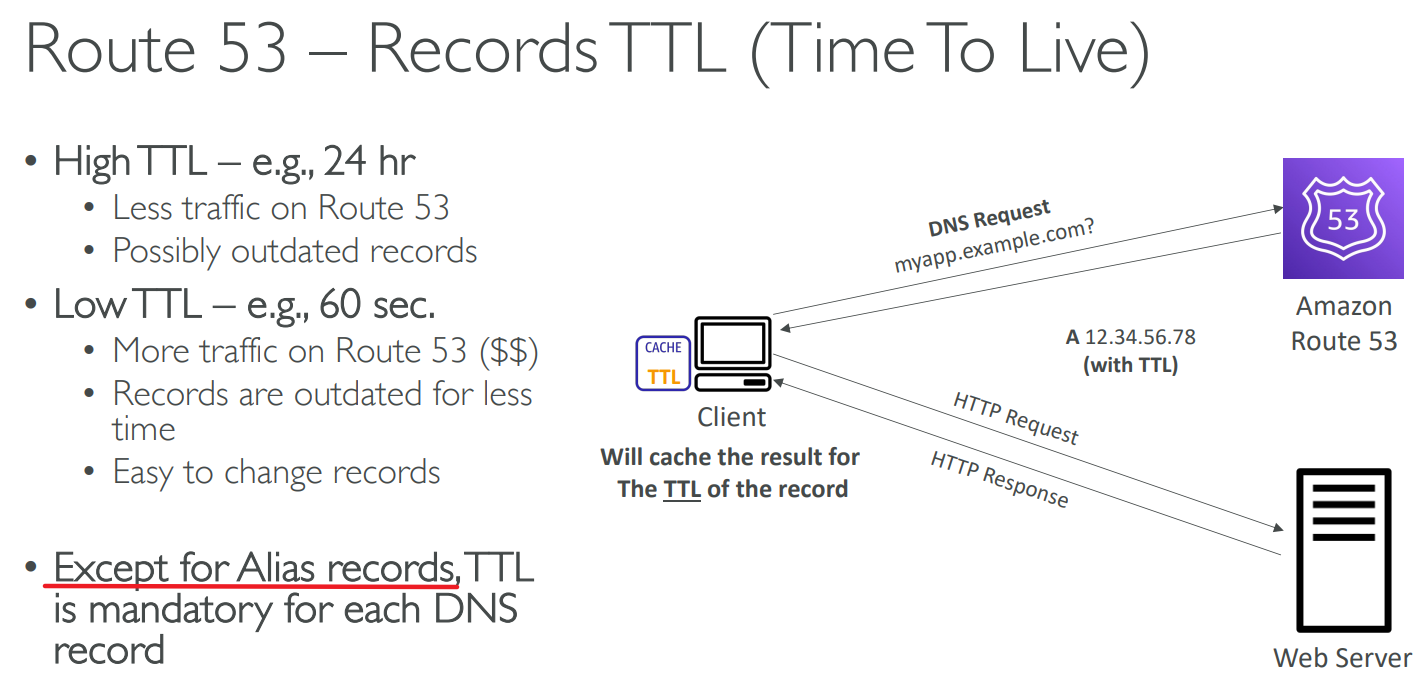 Route 53 – Records TTL (Time To Live)
• High TTL – e.g., 24 hr
• Less traffic on Route 53
• Possibly outdated records
• Low TTL – e.g., 60 sec.
• More traffic on Route 53 ($$)
• Records are outdated for less
time
• Easy to change records
• Except for Alias records, TTL
is mandatory for each DNS
record
DNS Request
myapp.example.com?
53
Amazon
Route 53
A 12.34.56.78
(with TTL)
CACHE
TTL
Client
Will cache the result for
The TTL of the record
HTTP Request
HTTP Response
Web Server